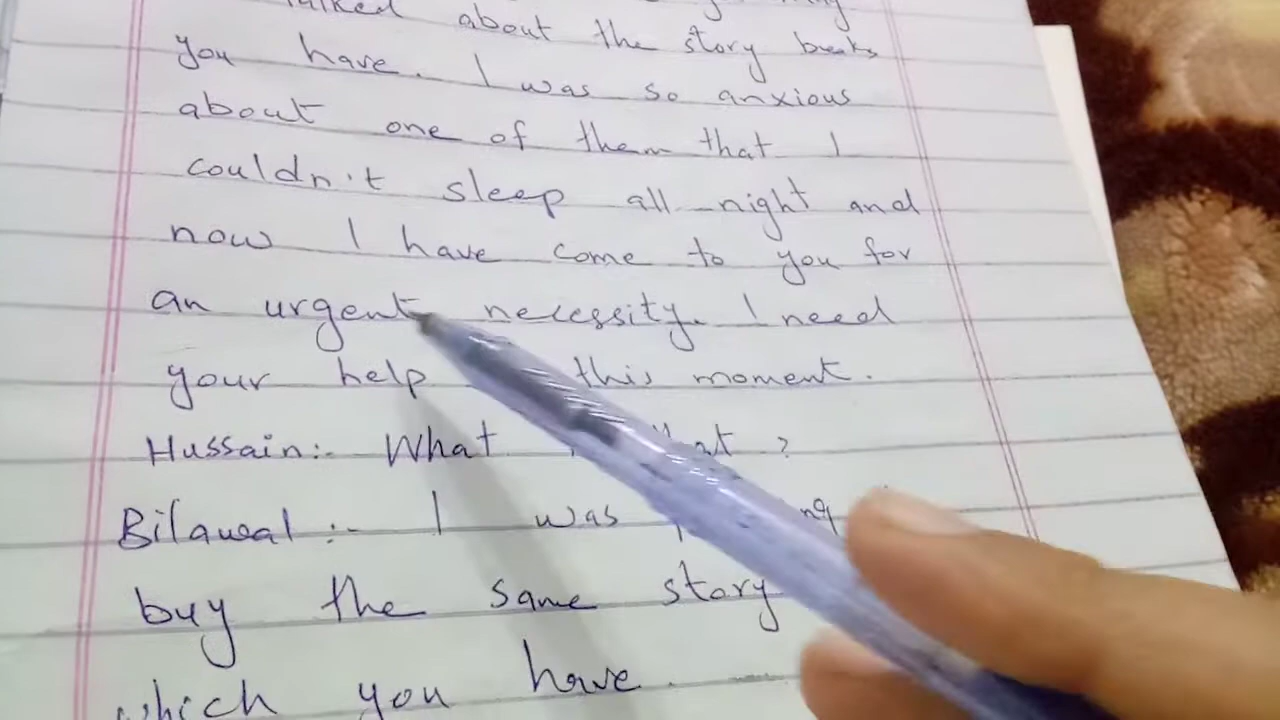 talked about the story books
you have. I was so anxious
about one of them that I
couldn't sleep all night and
now I have come to you for
an urgent necessity. I need
your help this moment.
Hussain:- What ?
Bilawal :- I was
buy the same story
which you have.